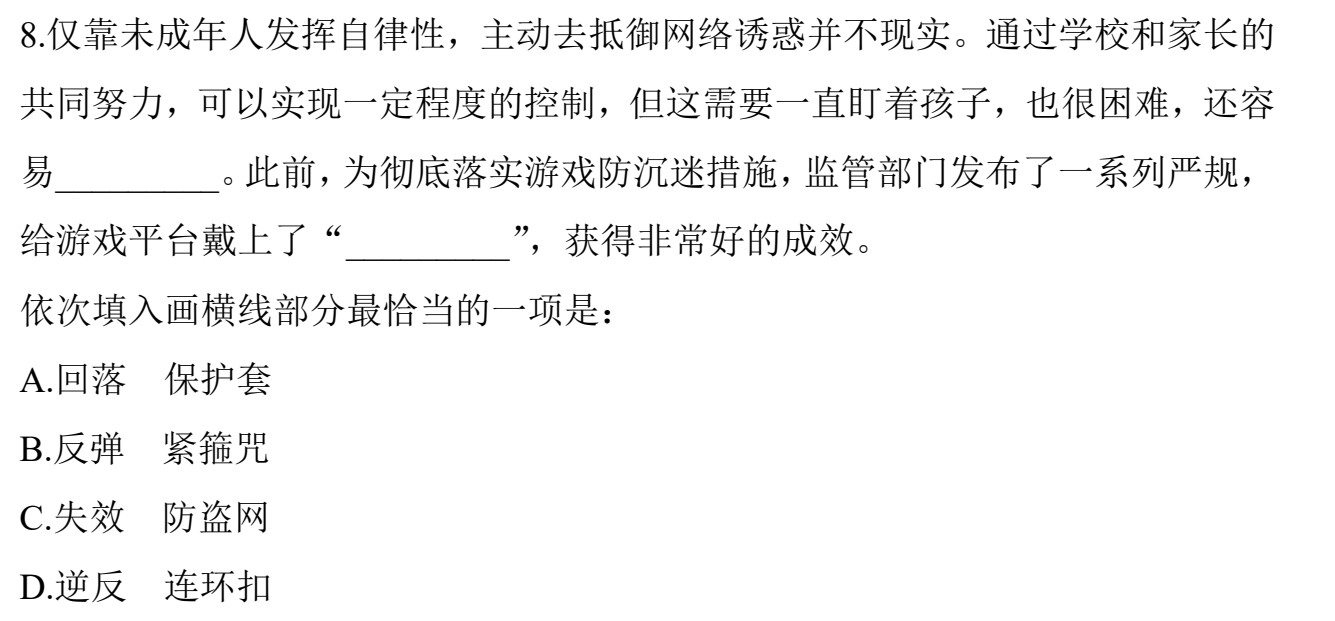 8.仅靠未成年人发挥自律性，主动去抵御网络诱惑并不现实。通过学校和家长的
共同努力，可以实现一定程度的控制，但这需要一直盯着孩子，也很困难，还容
易_________。此前，为彻底落实游戏防沉迷措施，监管部门发布了一系列严规，
给游戏平台戴上了“_________”，获得非常好的成效。
依次填入画横线部分最恰当的一项是：
A.回落 保护套
B.反弹 紧箍咒
C.失效 防盗网
D.逆反 连环扣